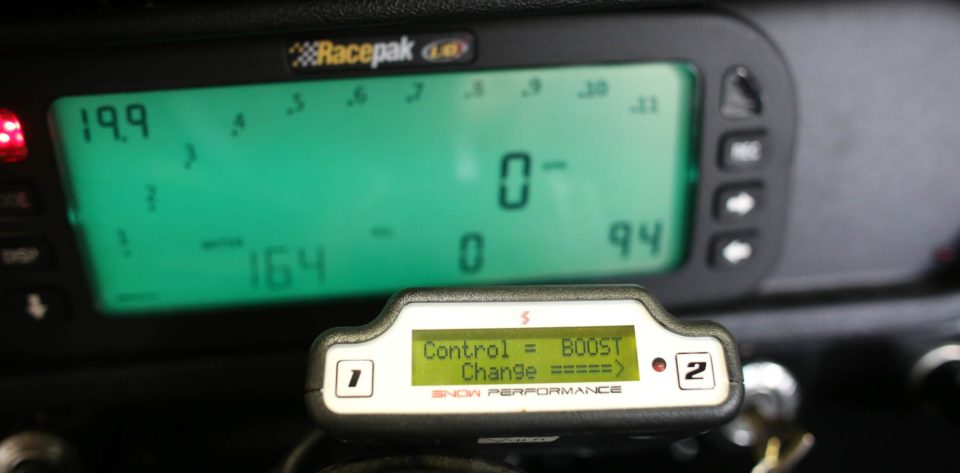 Racepak
19.9
.3
.4
.5
.6
.7
.8
.9
.10
.11
0
REC
WATER
164
0
94
DISP
Control = BOOST
Change =====>
1
2
SNOW PERFORMANCE